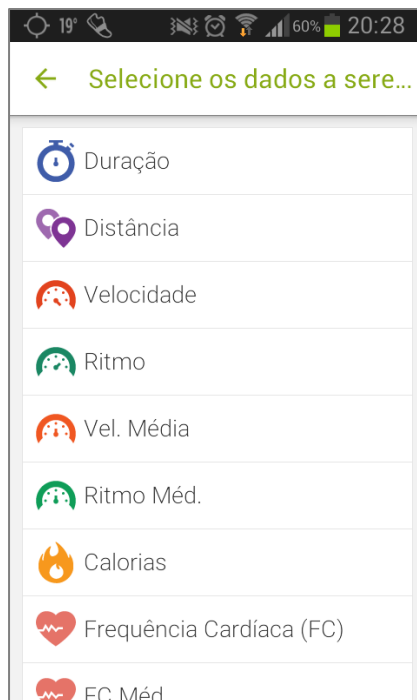 19° 60% 20:28
Selecione os dados a sere...
Duração
Distância
Velocidade
Ritmo
Vel. Média
Ritmo Méd.
Calorias
Frequência Cardíaca (FC)
FC Méd